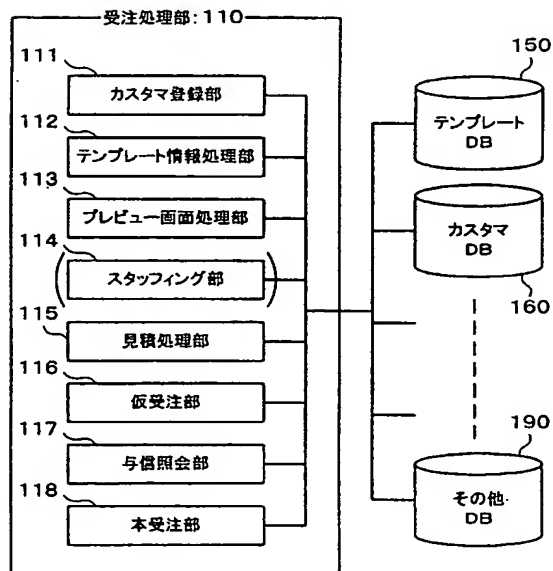 受注処理部:110
111
カスタマ登録部
112
テンプレート情報処理部
113
プレビュー画面処理部
114
スタッフィング部
115
見積処理部
116
仮受注部
117
与信照会部
118
本受注部
150
テンプレート
DB
カスタマ
DB
160
190
その他·
DB